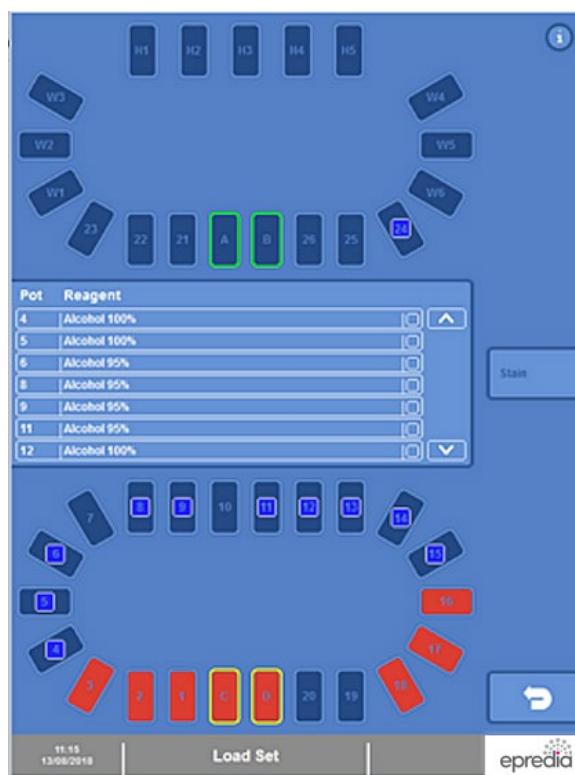 H1 H2 H3 H4 H5
i
W3 W4
W2 W5
W1 W6
23 22 21 A B 26 25 24
Pot Reagent
4 Alcohol 100%
5 Alcohol 100%
6 Alcohol 95%
8 Alcohol 95%
9 Alcohol 95%
11 Alcohol 95%
12 Alcohol 100%
Stain
7 8 9 10 11 12 13 14
6 15
5 16
4 17
3 2 1 C D 20 19 18
11:15
13/08/2018
Load Set
epredia